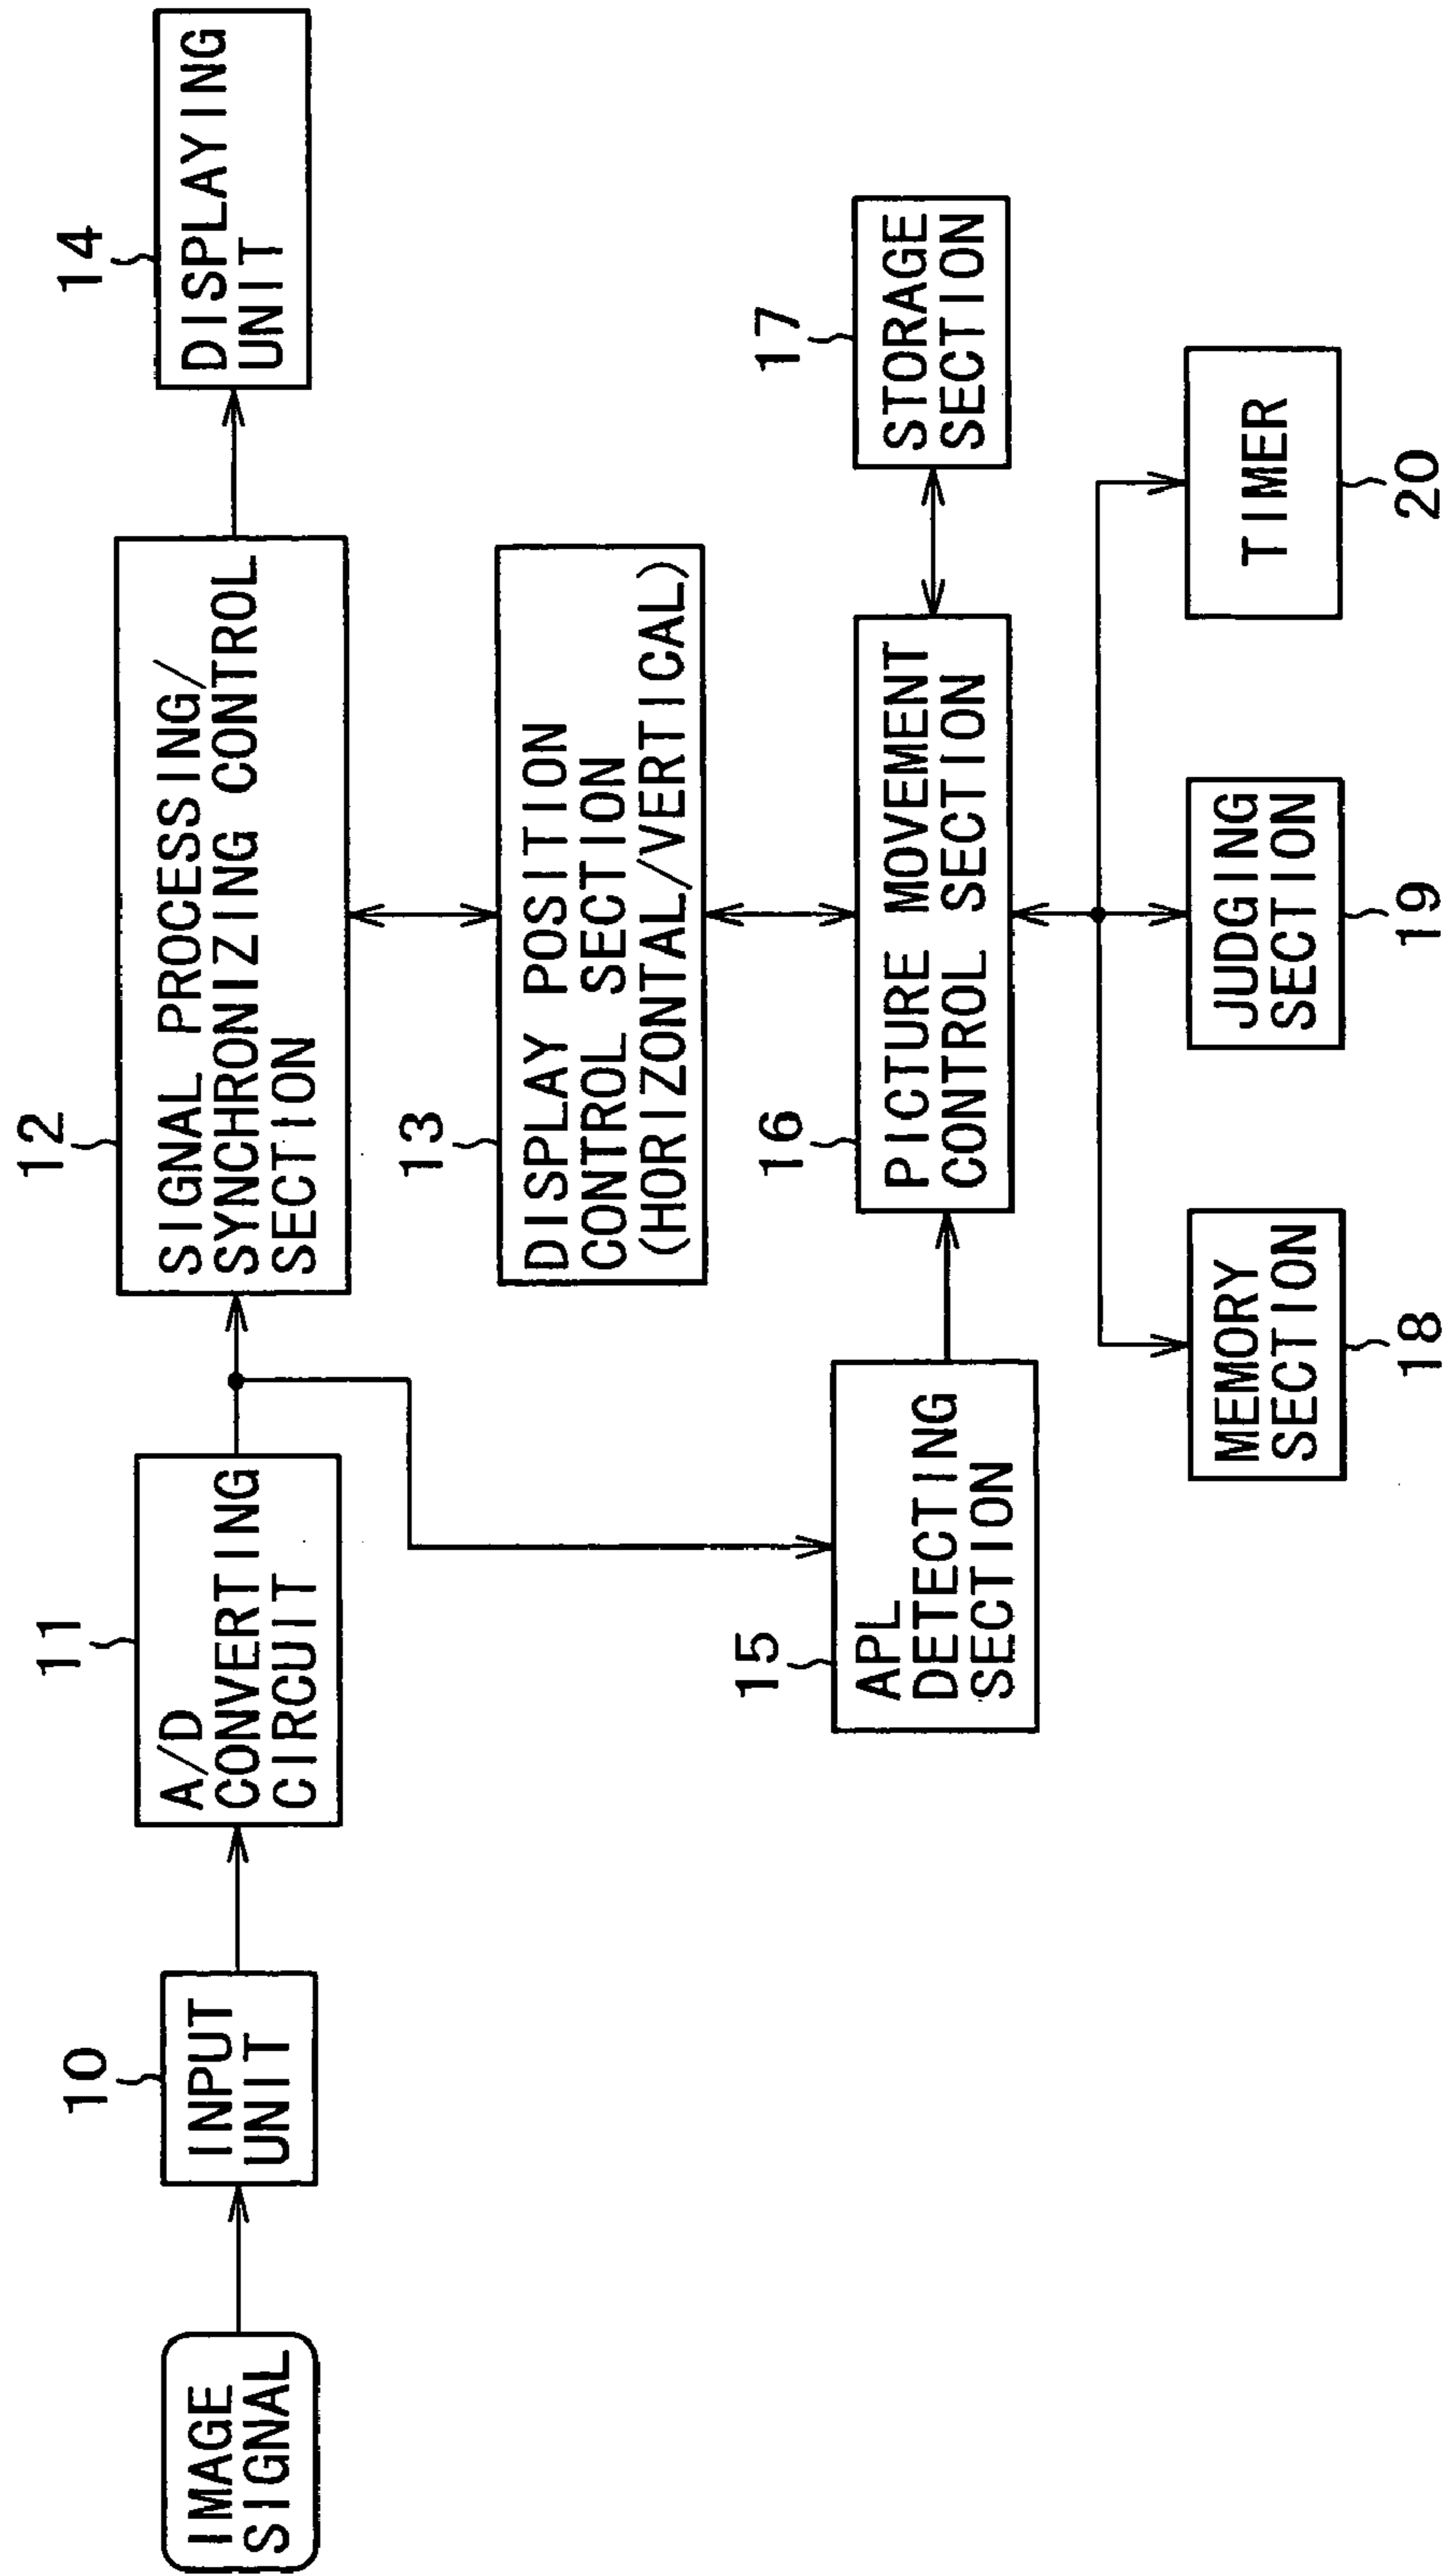 IMAGE
SIGNAL
10
INPUT
UNIT
11
A/D
CONVERTING
CIRCUIT
12
SIGNAL PROCESSING/
SYNCHRONIZING CONTROL
SECTION
14
DISPLAYING
UNIT
13
DISPLAY POSITION
CONTROL SECTION
(HORIZONTAL/VERTICAL)
15
APL
DETECTING
SECTION
16
PICTURE MOVEMENT
CONTROL SECTION
17
STORAGE
SECTION
MEMORY
SECTION
18
JUDGING
SECTION
19
TIMER
20